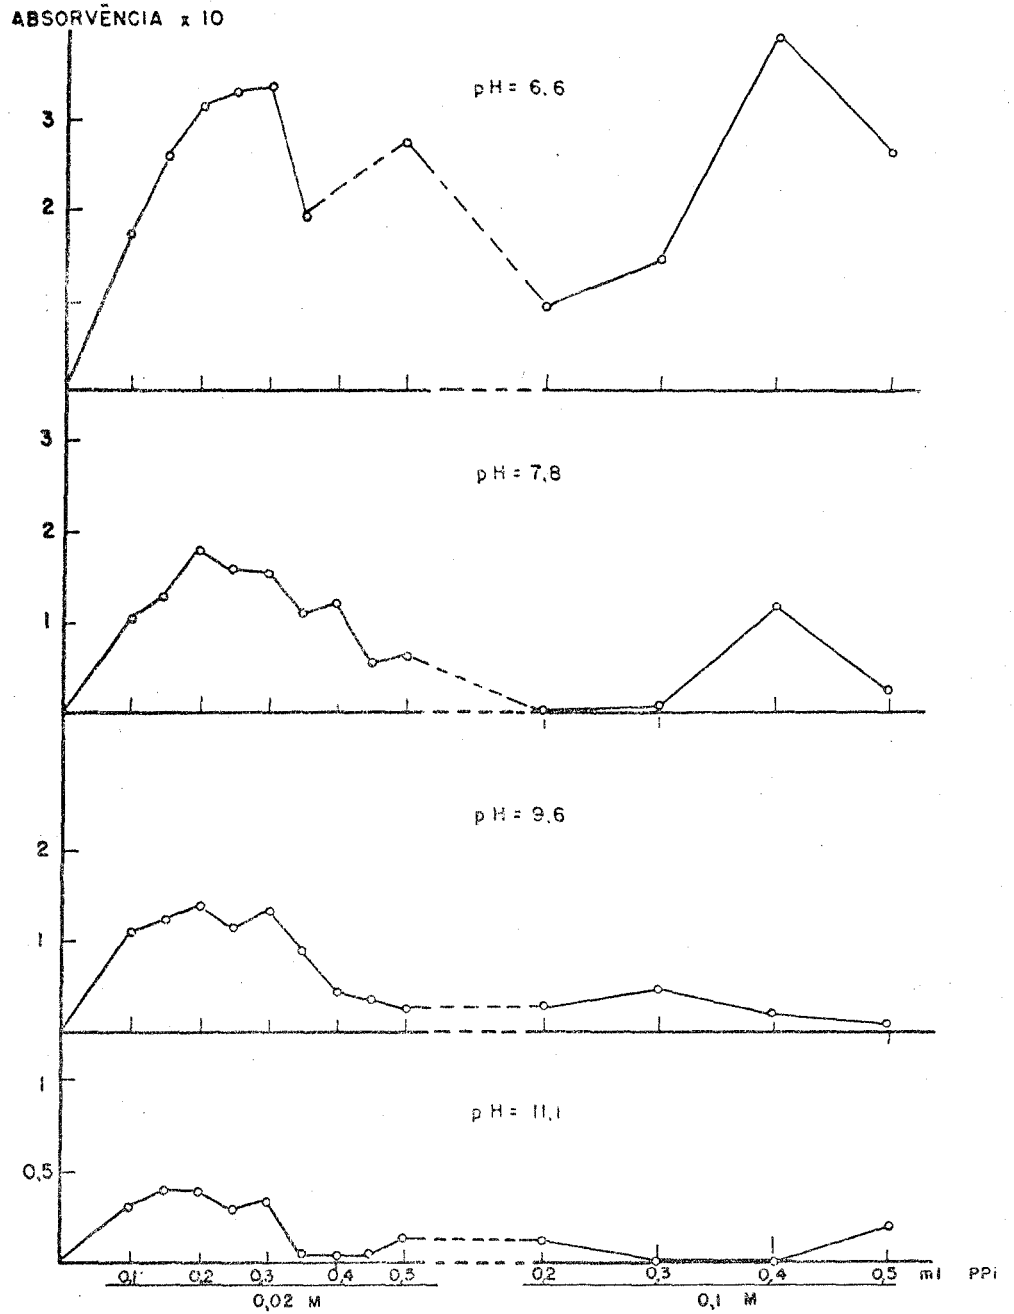 ABSORVÊNCIA x 10
pH = 6,6
3
2
3
pH = 7,8
2
1
pH = 9,6
2
1
1
pH = 11,1
0,5
0,1 0,2 0,3 0,4 0,5 0,2 0,3 0,4 0,5 ml PPi
0,02 M 0,1 M